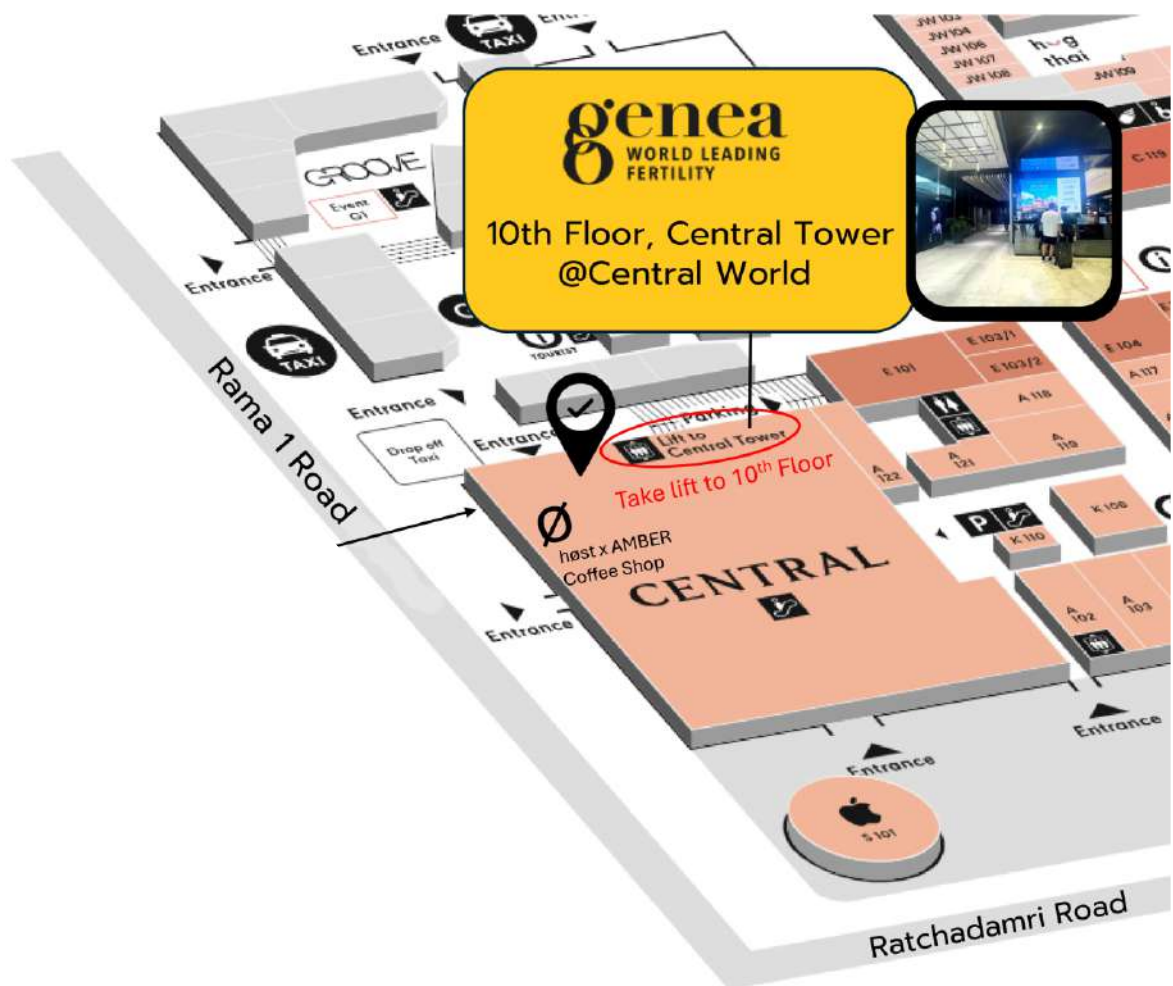 Entrance
TAXI
Entrance
JW 103
JW 104
JW 106
JW 107
JW 108
hug
thai
JW 109
C 119
genea
WORLD LEADING
FERTILITY
10th Floor, Central Tower
@Central World
GROOVE
Event
G1
Entrance
TAXI
TOURIST
Rama 1 Road
Entrance
Drop off
Taxi
Entrance
Parking
Lift to
Central Tower
Take lift to 10th Floor
E 101
E 103/1
E 103/2
E 104
A 117
A 118
A
119
A
121
A
122
høst x AMBER
Coffee Shop
CENTRAL
P
K 110
K 108
A
102
A
103
Entrance
Entrance
Entrance
S 101
Ratchadamri Road